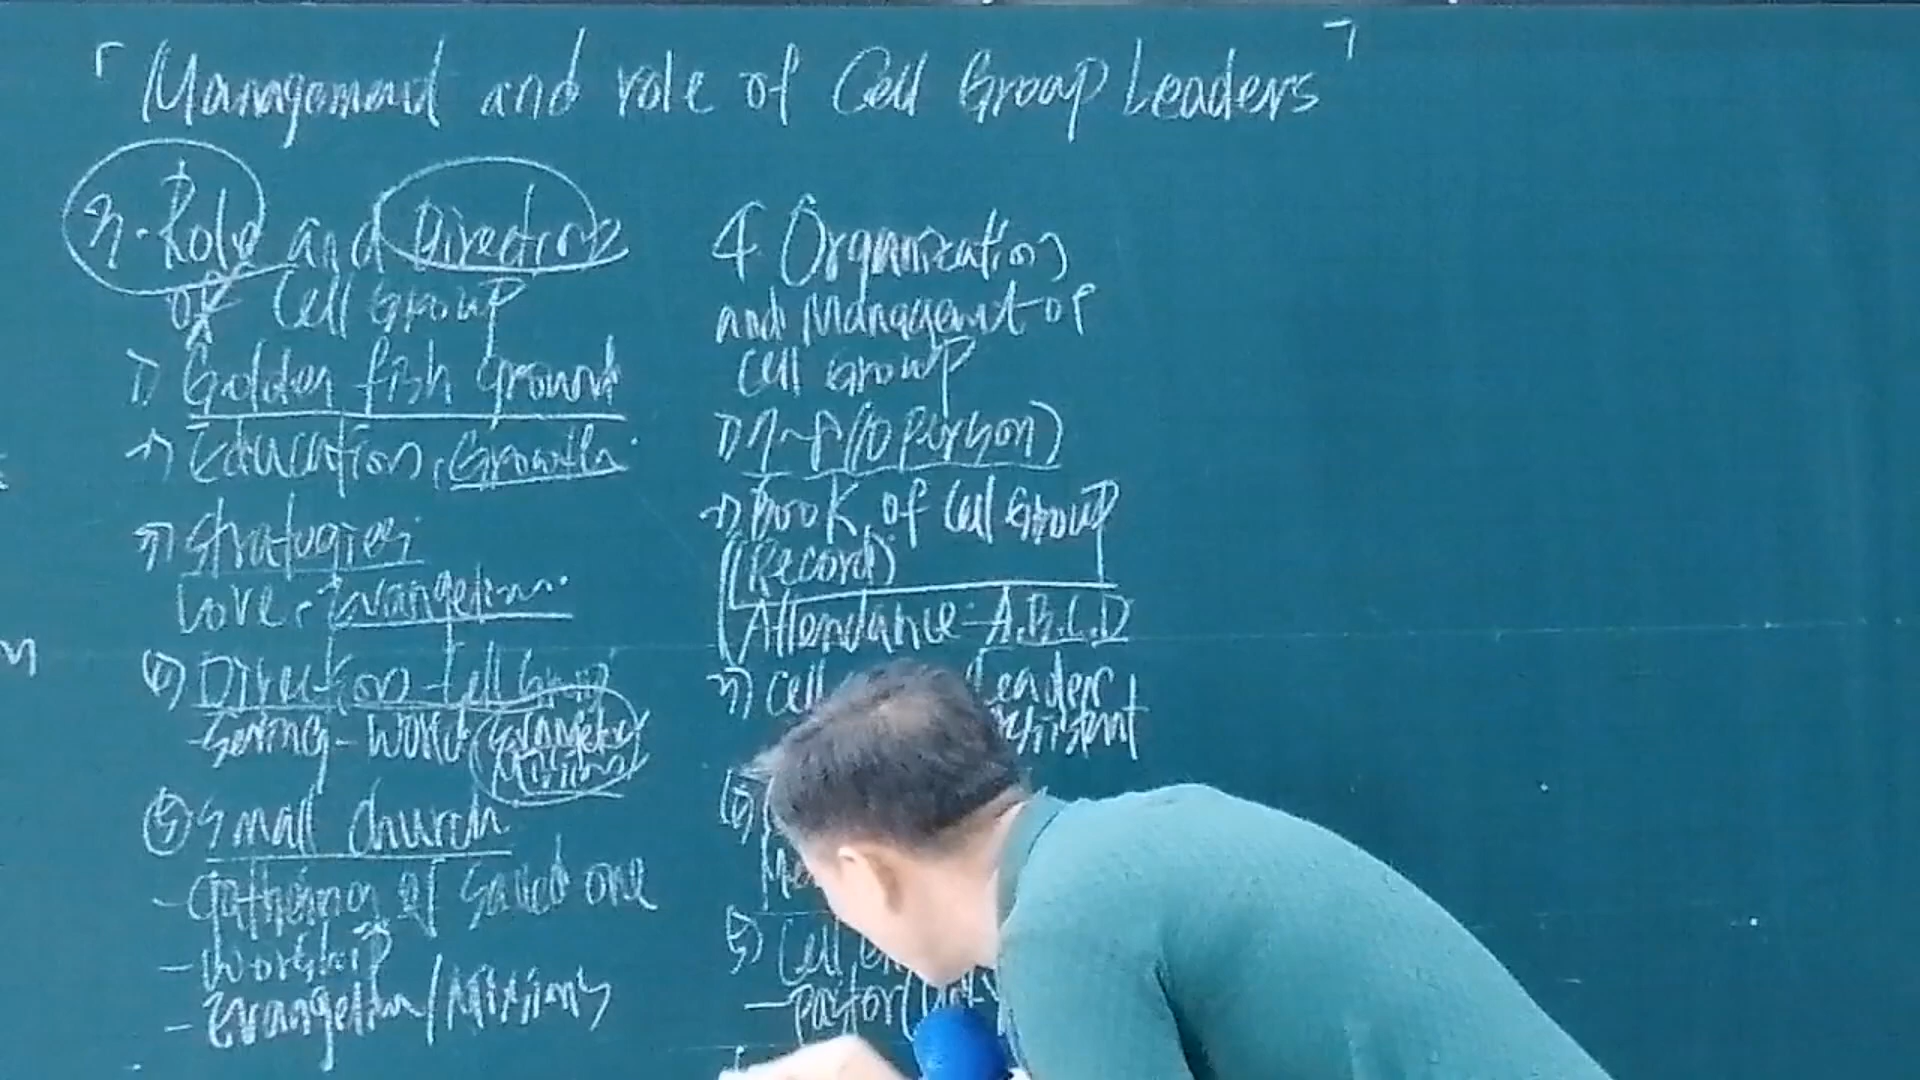 「Management and role of Cell Group Leaders」
3. Role and Direction
of Cell Group
1) Golden fish ground
2) Education, Growth
3) Strategies
Love, Evangelism
4) Direction Cell Group
- Serving - World Evangelism
Missions
5) Small church
- Gathering of saved one
- Worship
- Evangelism/Missions
4 Organization
and Management of
Cell Group
1) 7~8 (10 person)
2) Book of Cell Group
(Record)
Attendance - A.B.C.D
3) Cell Leader
4)
5) Cell
- Pastor(